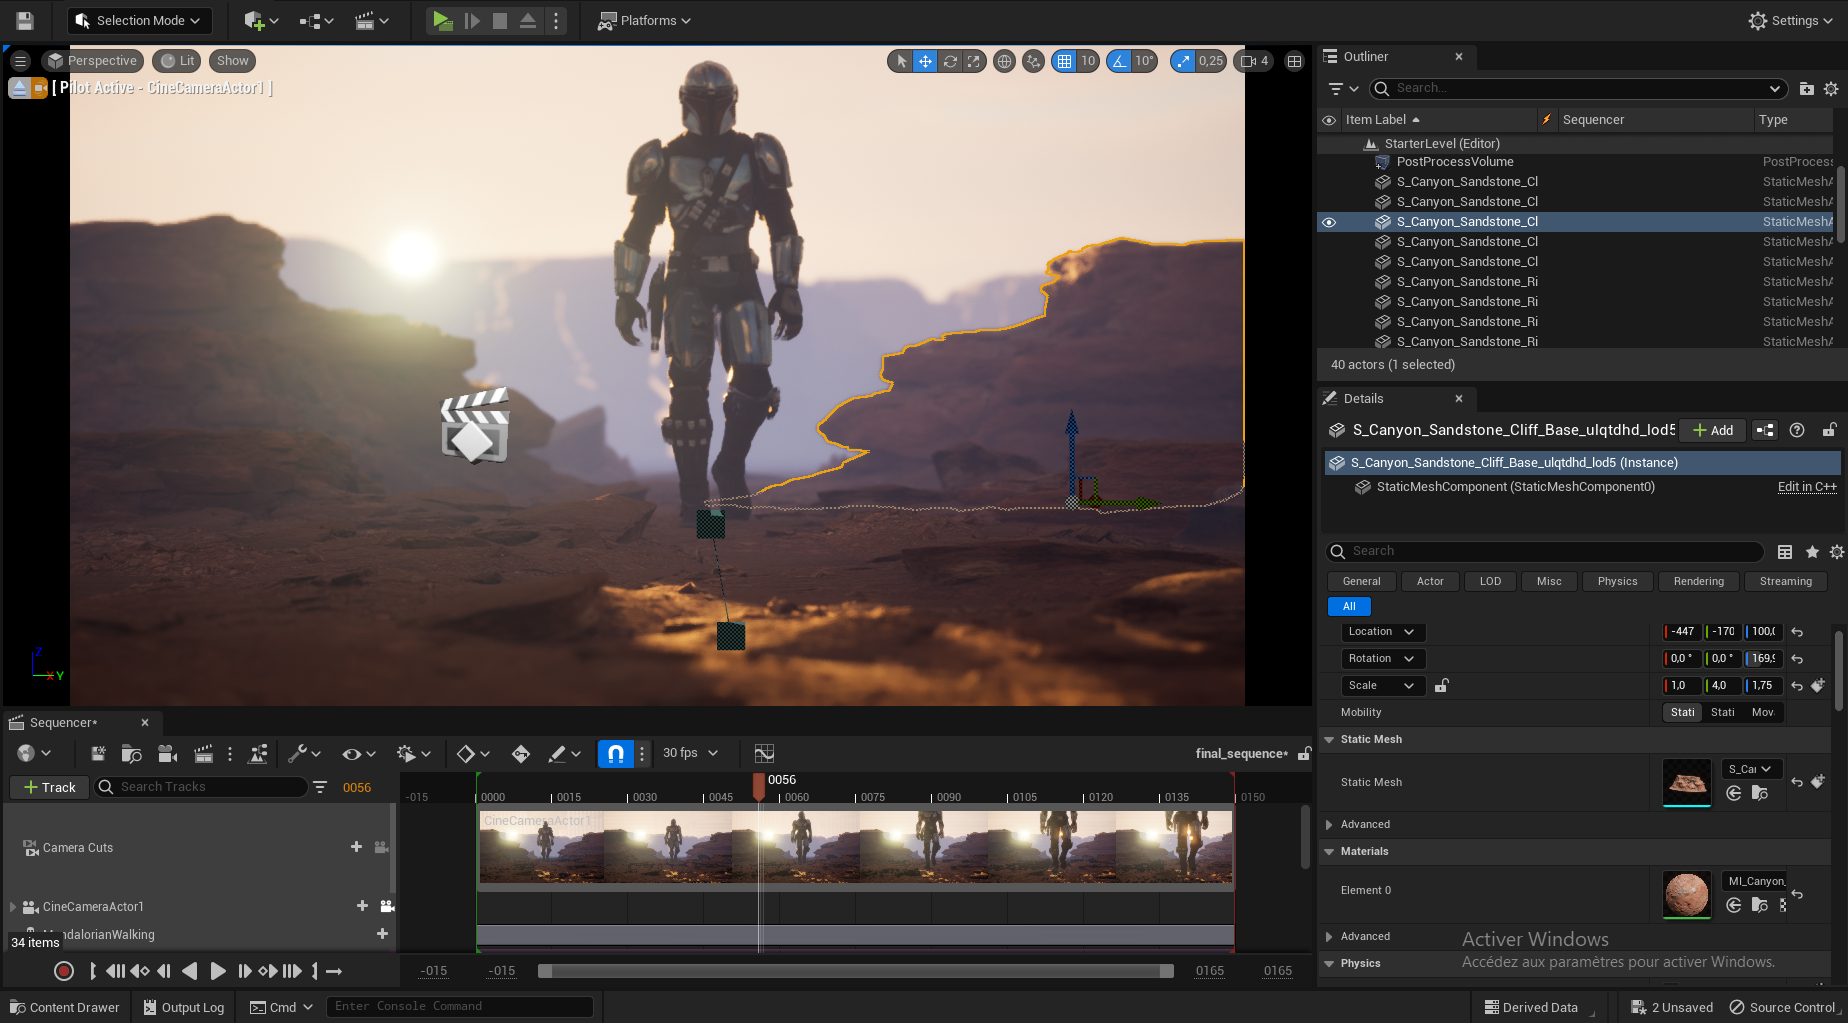 Selection Mode
Platforms
Settings
Perspective
Lit
Show
10
10°
0,25
4
[ Pilot Active - CineCameraActor1 ]
Outliner
Search...
Item Label
Sequencer
Type
StarterLevel (Editor)
PostProcessVolume
PostProcess
S_Canyon_Sandstone_Cl
StaticMeshA
S_Canyon_Sandstone_Cl
StaticMeshA
S_Canyon_Sandstone_Cl
StaticMeshA
S_Canyon_Sandstone_Cl
StaticMeshA
S_Canyon_Sandstone_Cl
StaticMeshA
S_Canyon_Sandstone_Ri
StaticMeshA
S_Canyon_Sandstone_Ri
StaticMeshA
S_Canyon_Sandstone_Ri
StaticMeshA
S_Canyon_Sandstone_Ri
StaticMeshA
40 actors (1 selected)
Details
S_Canyon_Sandstone_Cliff_Base_ulqtdhd_lod5
Add
S_Canyon_Sandstone_Cliff_Base_ulqtdhd_lod5 (Instance)
StaticMeshComponent (StaticMeshComponent0)
Edit in C++
Search
General
Actor
LOD
Misc
Physics
Rendering
Streaming
All
Location
-447
-170
100,0
Rotation
0,0 °
0,0 °
169,9
Scale
1,0
4,0
1,75
Mobility
Stati
Stati
Mov
Static Mesh
Static Mesh
S_Car
Advanced
Materials
Element 0
MI_Canyon_
Advanced
Physics
Activer Windows
Accédez aux paramètres pour activer Windows.
Z
X
Y
Sequencer*
30 fps
final_sequence*
Track
Search Tracks
0056
-015
0000
0015
0030
0045
0056
0060
0075
0090
0105
0120
0135
0150
CineCameraActor1
Camera Cuts
CineCameraActor1
MandalorianWalking
34 items
-015
-015
0165
0165
Content Drawer
Output Log
Cmd
Enter Console Command
Derived Data
2 Unsaved
Source Control